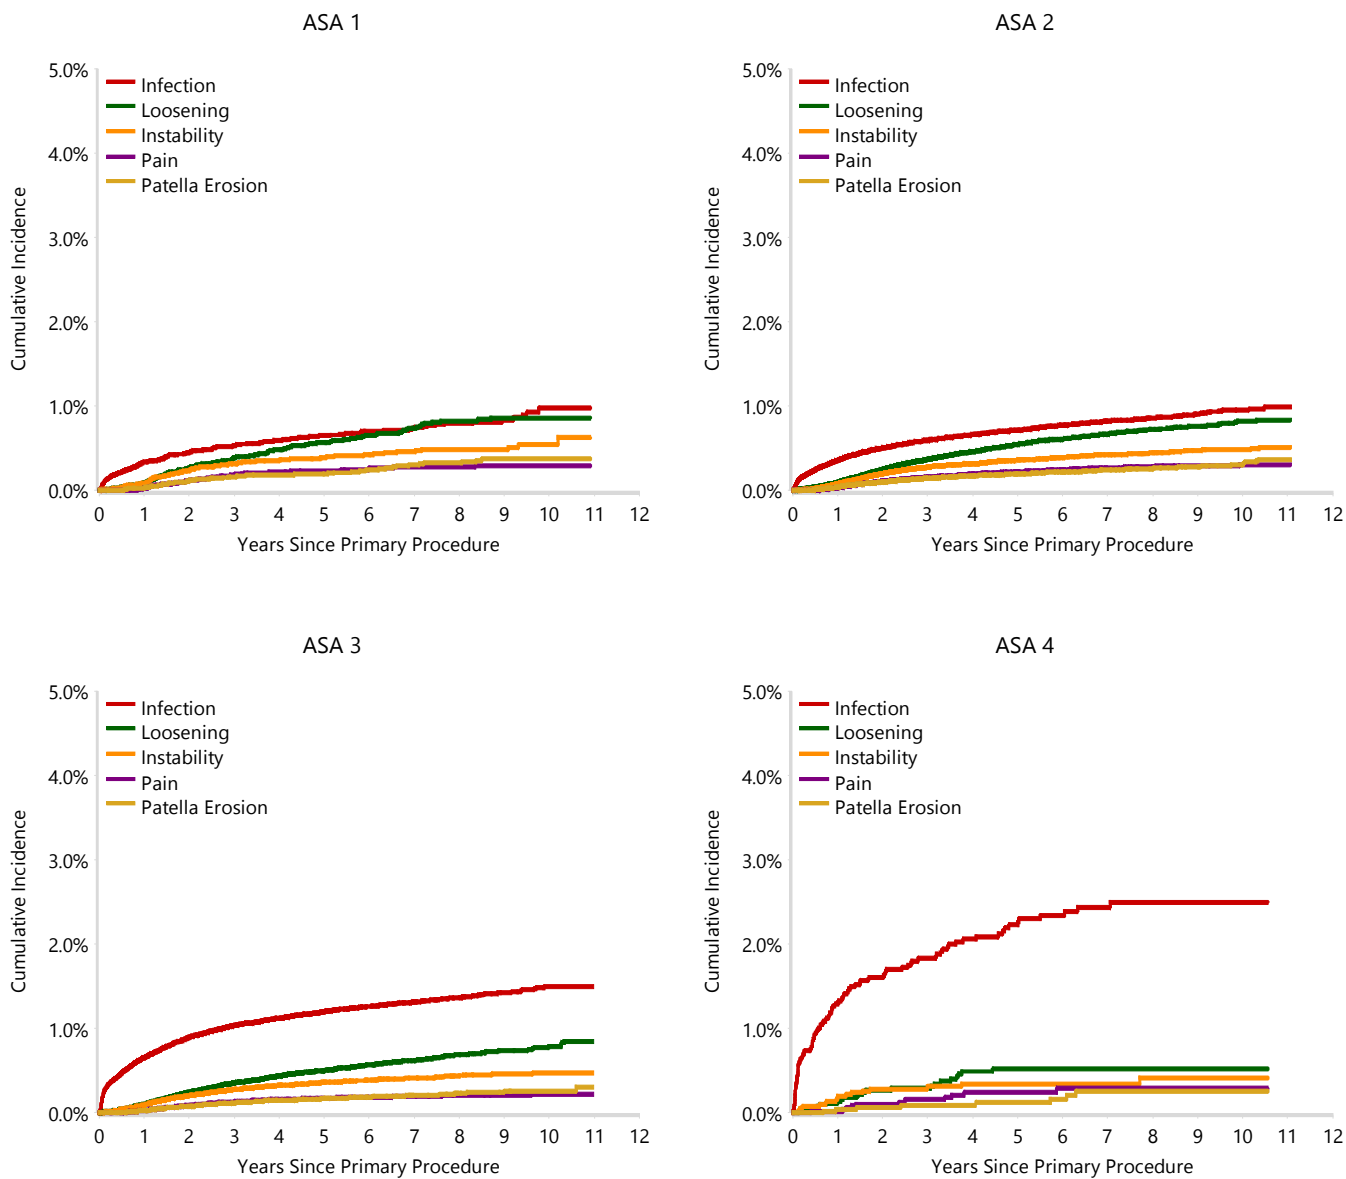 ASA 1
5.0%
4.0%
3.0%
2.0%
1.0%
0.0%
Cumulative Incidence
Infection
Loosening
Instability
Pain
Patella Erosion
0 1 2 3 4 5 6 7 8 9 10 11 12
Years Since Primary Procedure
ASA 2
5.0%
4.0%
3.0%
2.0%
1.0%
0.0%
Cumulative Incidence
Infection
Loosening
Instability
Pain
Patella Erosion
0 1 2 3 4 5 6 7 8 9 10 11 12
Years Since Primary Procedure
ASA 3
5.0%
4.0%
3.0%
2.0%
1.0%
0.0%
Cumulative Incidence
Infection
Loosening
Instability
Pain
Patella Erosion
0 1 2 3 4 5 6 7 8 9 10 11 12
Years Since Primary Procedure
ASA 4
5.0%
4.0%
3.0%
2.0%
1.0%
0.0%
Cumulative Incidence
Infection
Loosening
Instability
Pain
Patella Erosion
0 1 2 3 4 5 6 7 8 9 10 11 12
Years Since Primary Procedure